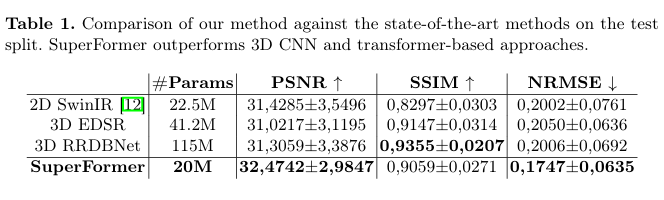 Table 1. Comparison of our method against the state-of-the-art methods on the test
split. SuperFormer outperforms 3D CNN and transformer-based approaches.
#Params PSNR ↑ SSIM ↑ NRMSE ↓
2D SwinIR [12] 22.5M 31,4285±3,5496 0,8297±0,0303 0,2002±0,0761
3D EDSR 41.2M 31,0217±3,1195 0,9147±0,0314 0,2050±0,0636
3D RRDBNet 115M 31,3059±3,3876 0,9355±0,0207 0,2006±0,0692
SuperFormer 20M 32,4742±2,9847 0,9059±0,0271 0,1747±0,0635